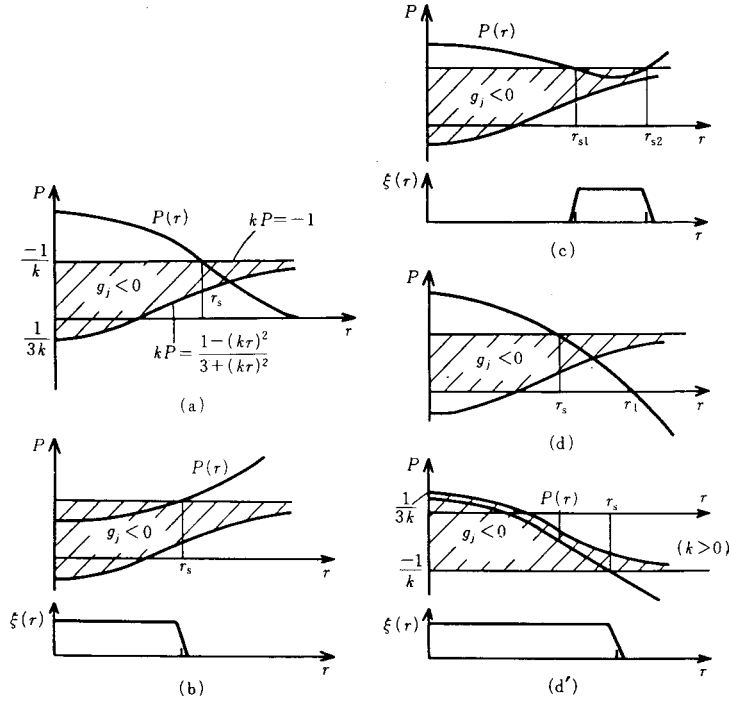 P
P(r)
g_j<0
r_s1
r_s2
r
ξ(r)
r
(c)
P
P(r)
kP=-1
-1/k
g_j<0
r_s
r
1/3k
kP=1-(kr)²/3+(kr)²
(a)
P
g_j<0
r_s
r_1
r
(d)
P
P(r)
g_j<0
r_s
r
ξ(r)
r
(b)
P
P(r)
r_s
r
1/3k
g_j<0
(k>0)
-1/k
ξ(r)
r
(d′)